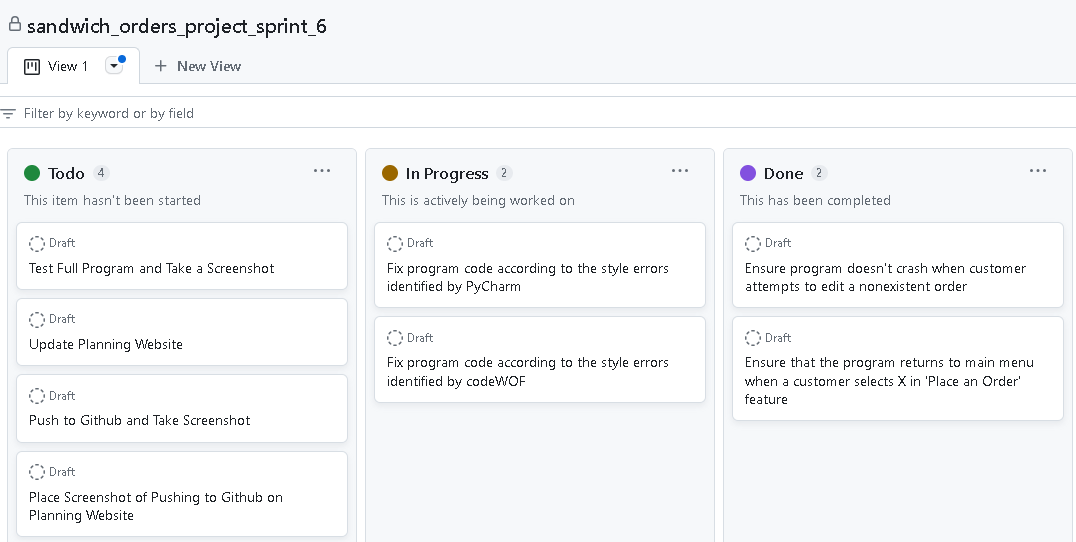 sandwich_orders_project_sprint_6
View 1
New View
Filter by keyword or by field
Todo 4
This item hasn't been started
Draft
Test Full Program and Take a Screenshot
Draft
Update Planning Website
Draft
Push to Github and Take Screenshot
Draft
Place Screenshot of Pushing to Github on
Planning Website
In Progress 2
This is actively being worked on
Draft
Fix program code according to the style errors
identified by PyCharm
Draft
Fix program code according to the style errors
identified by codeWOF
Done 2
This has been completed
Draft
Ensure program doesn't crash when customer
attempts to edit a nonexistent order
Draft
Ensure that the program returns to main menu
when a customer selects X in 'Place an Order'
feature